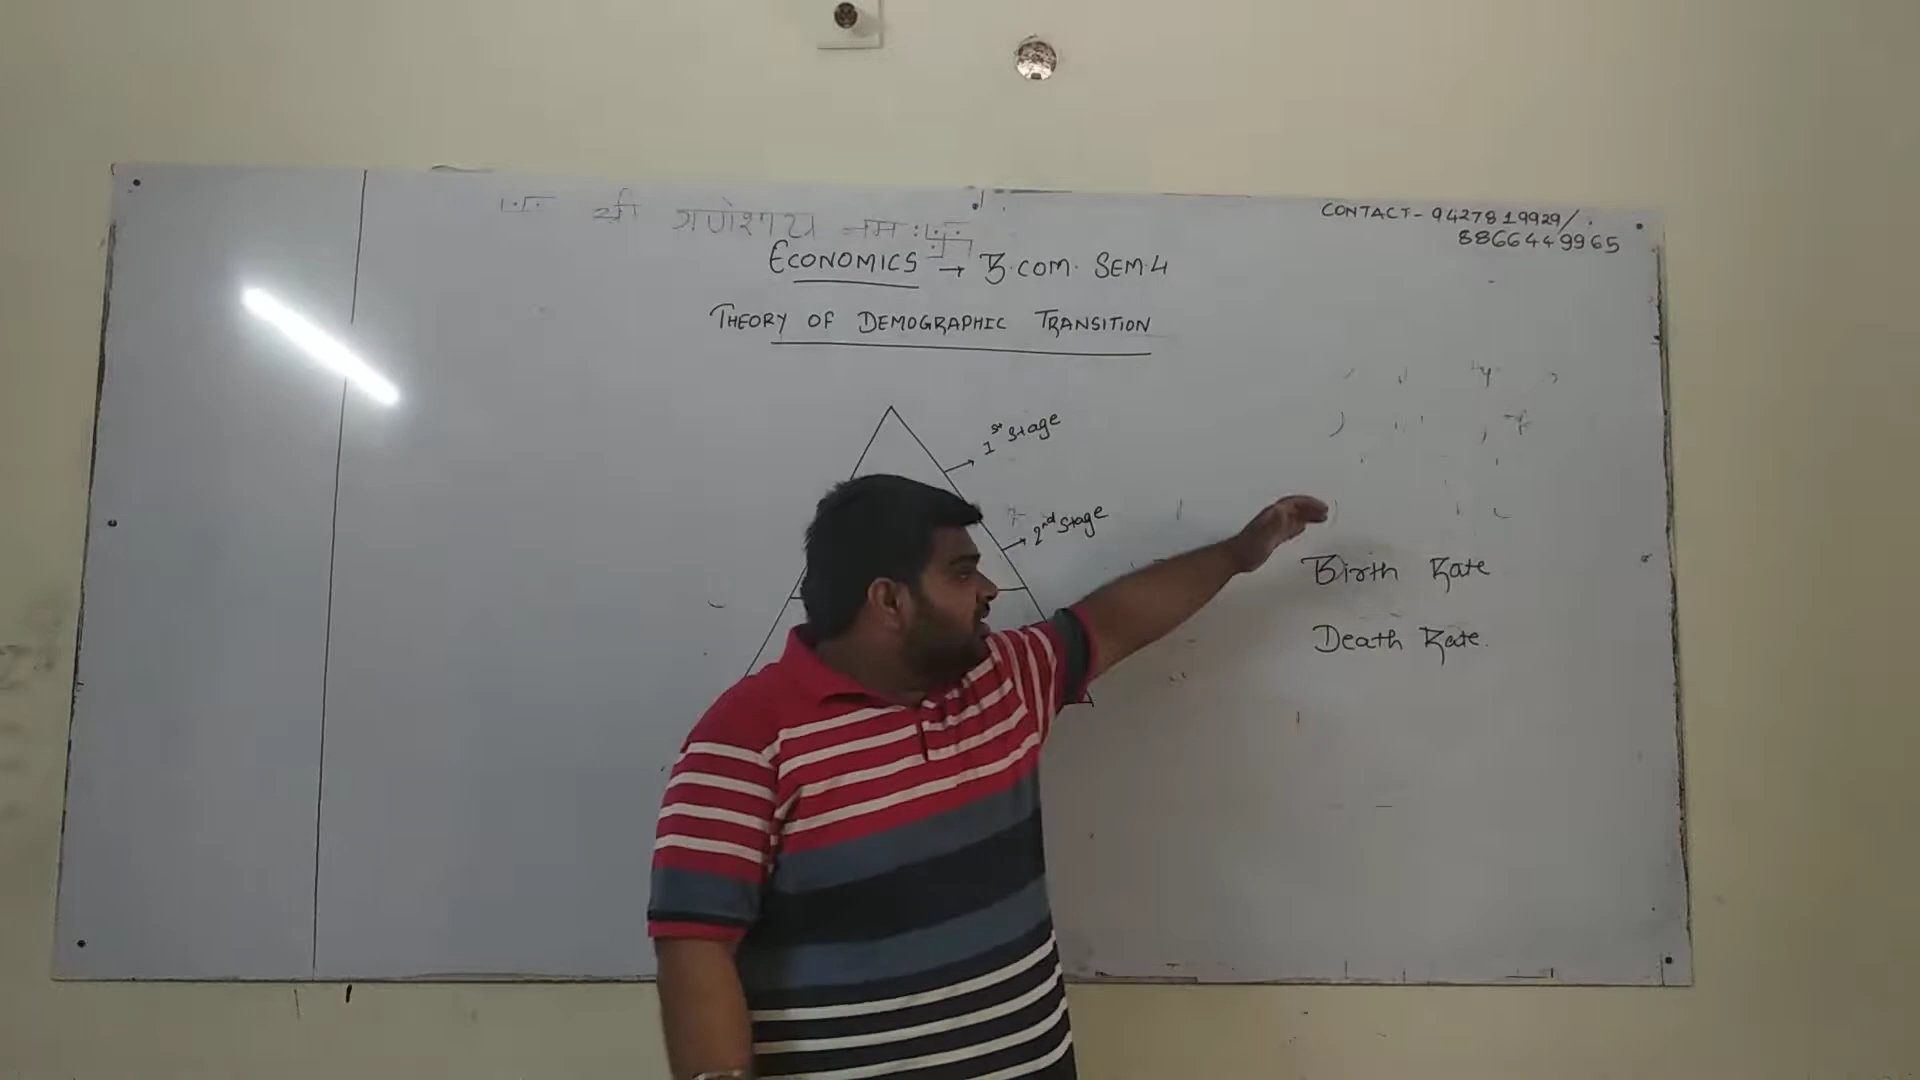 श्री गणेशाय नमः
CONTACT - 9427819929/
8866449965
ECONOMICS → B.COM. SEM.4
THEORY OF DEMOGRAPHIC TRANSITION
1st Stage
2nd Stage
Birth Rate
Death Rate.